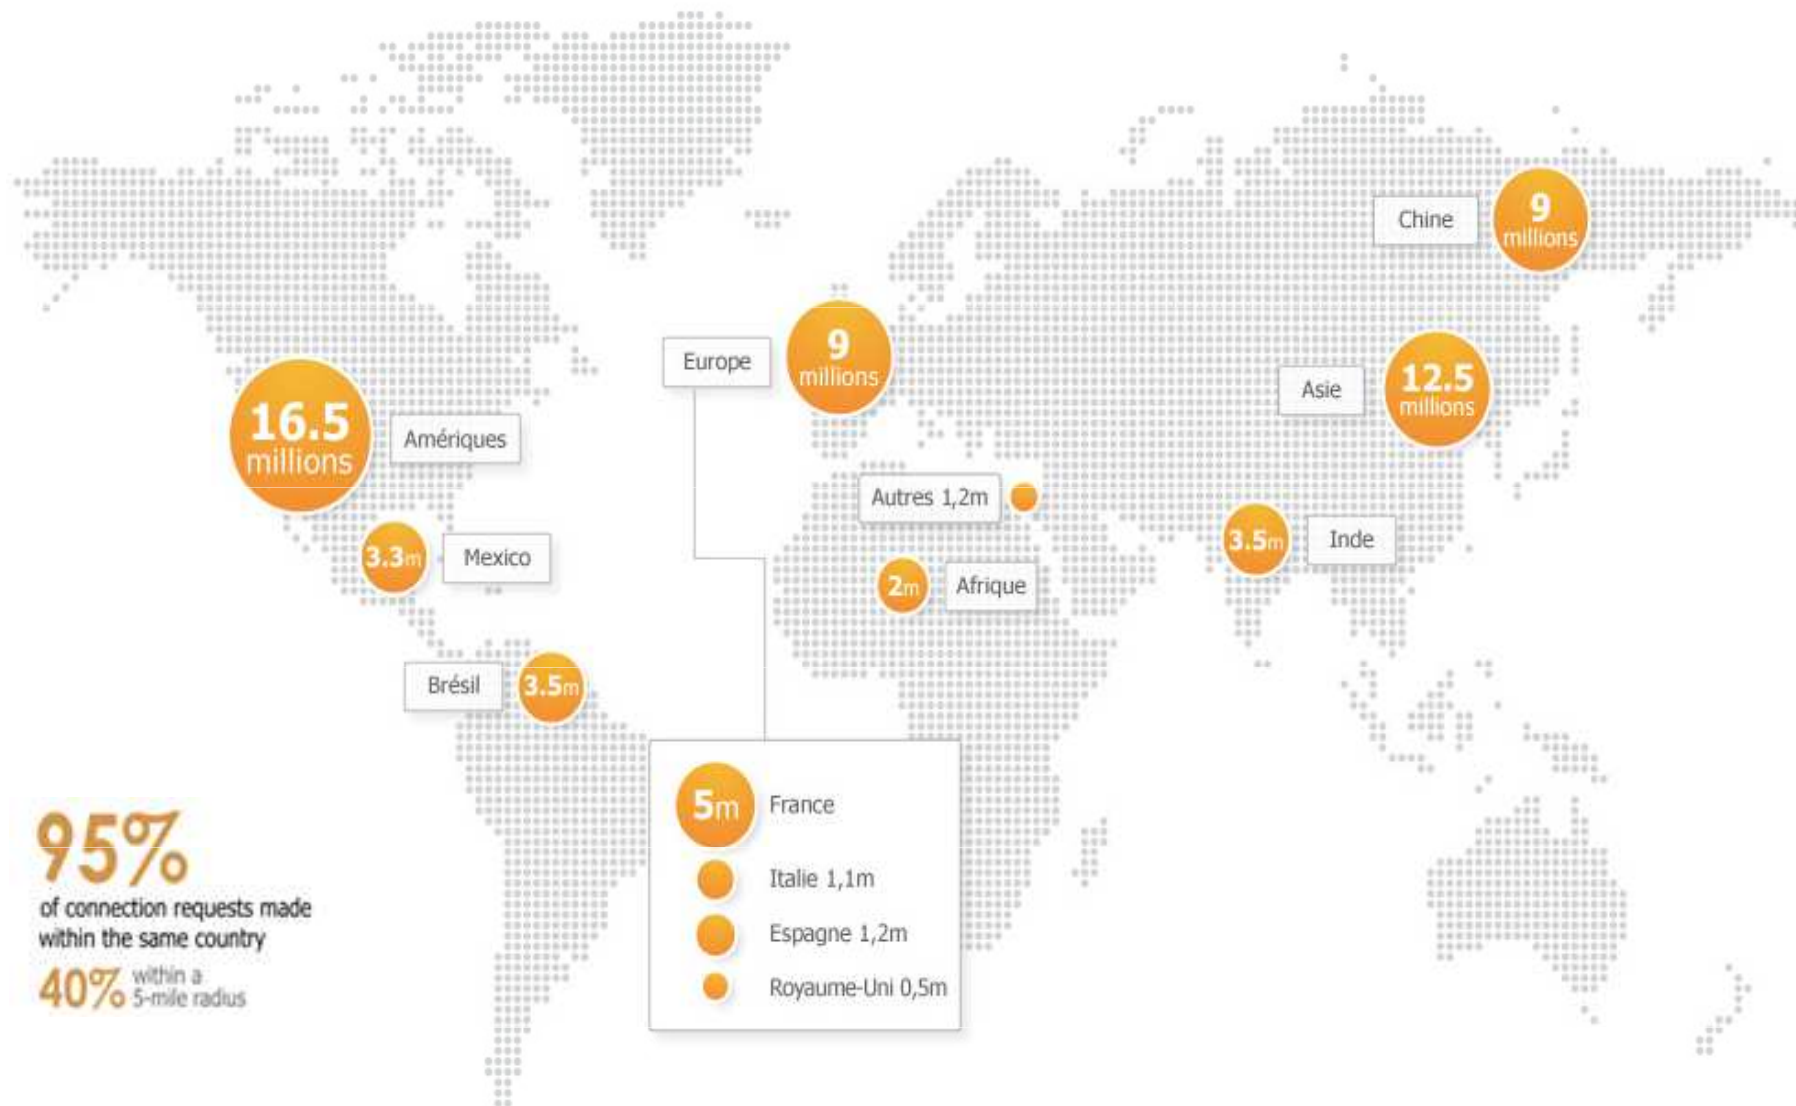 Chine
9
millions
Europe
9
millions
Asie
12.5
millions
16.5
millions
Amériques
Autres 1,2m
3.3m
Mexico
3.5m
Inde
2m
Afrique
Brésil
3.5m
5m France
Italie 1,1m
Espagne 1,2m
Royaume-Uni 0,5m
95%
of connection requests made
within the same country
40% within a
5-mile radius